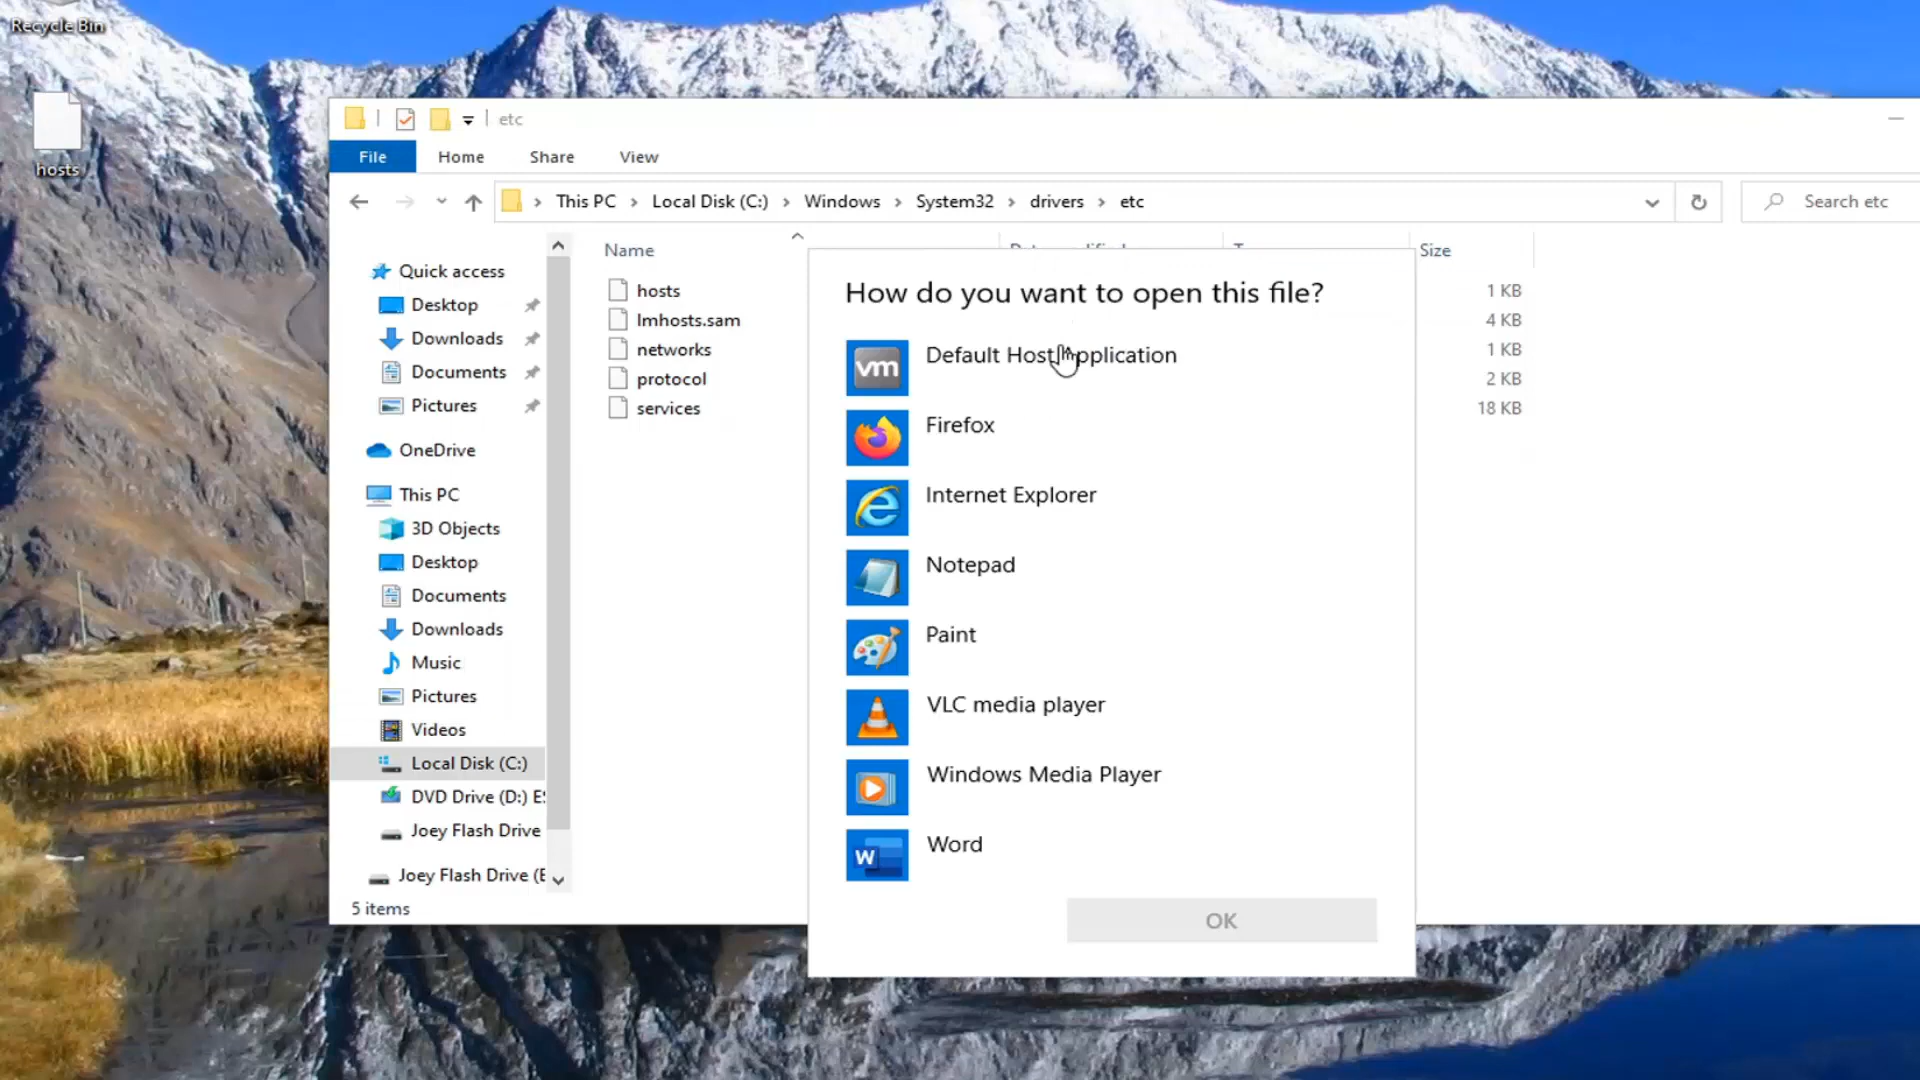 Recycle Bin
hosts
etc
File Home Share View
This PC Local Disk (C:) Windows System32 drivers etc
Search etc
Name Size
Quick access
Desktop
Downloads
Documents
Pictures
OneDrive
This PC
3D Objects
Desktop
Documents
Downloads
Music
Pictures
Videos
Local Disk (C:)
DVD Drive (D:) E
Joey Flash Drive
Joey Flash Drive (E
5 items
hosts 1 KB
lmhosts.sam 4 KB
networks 1 KB
protocol 2 KB
services 18 KB
How do you want to open this file?
vm
Default Host Application
Firefox
Internet Explorer
Notepad
Paint
VLC media player
Windows Media Player
W
Word
OK